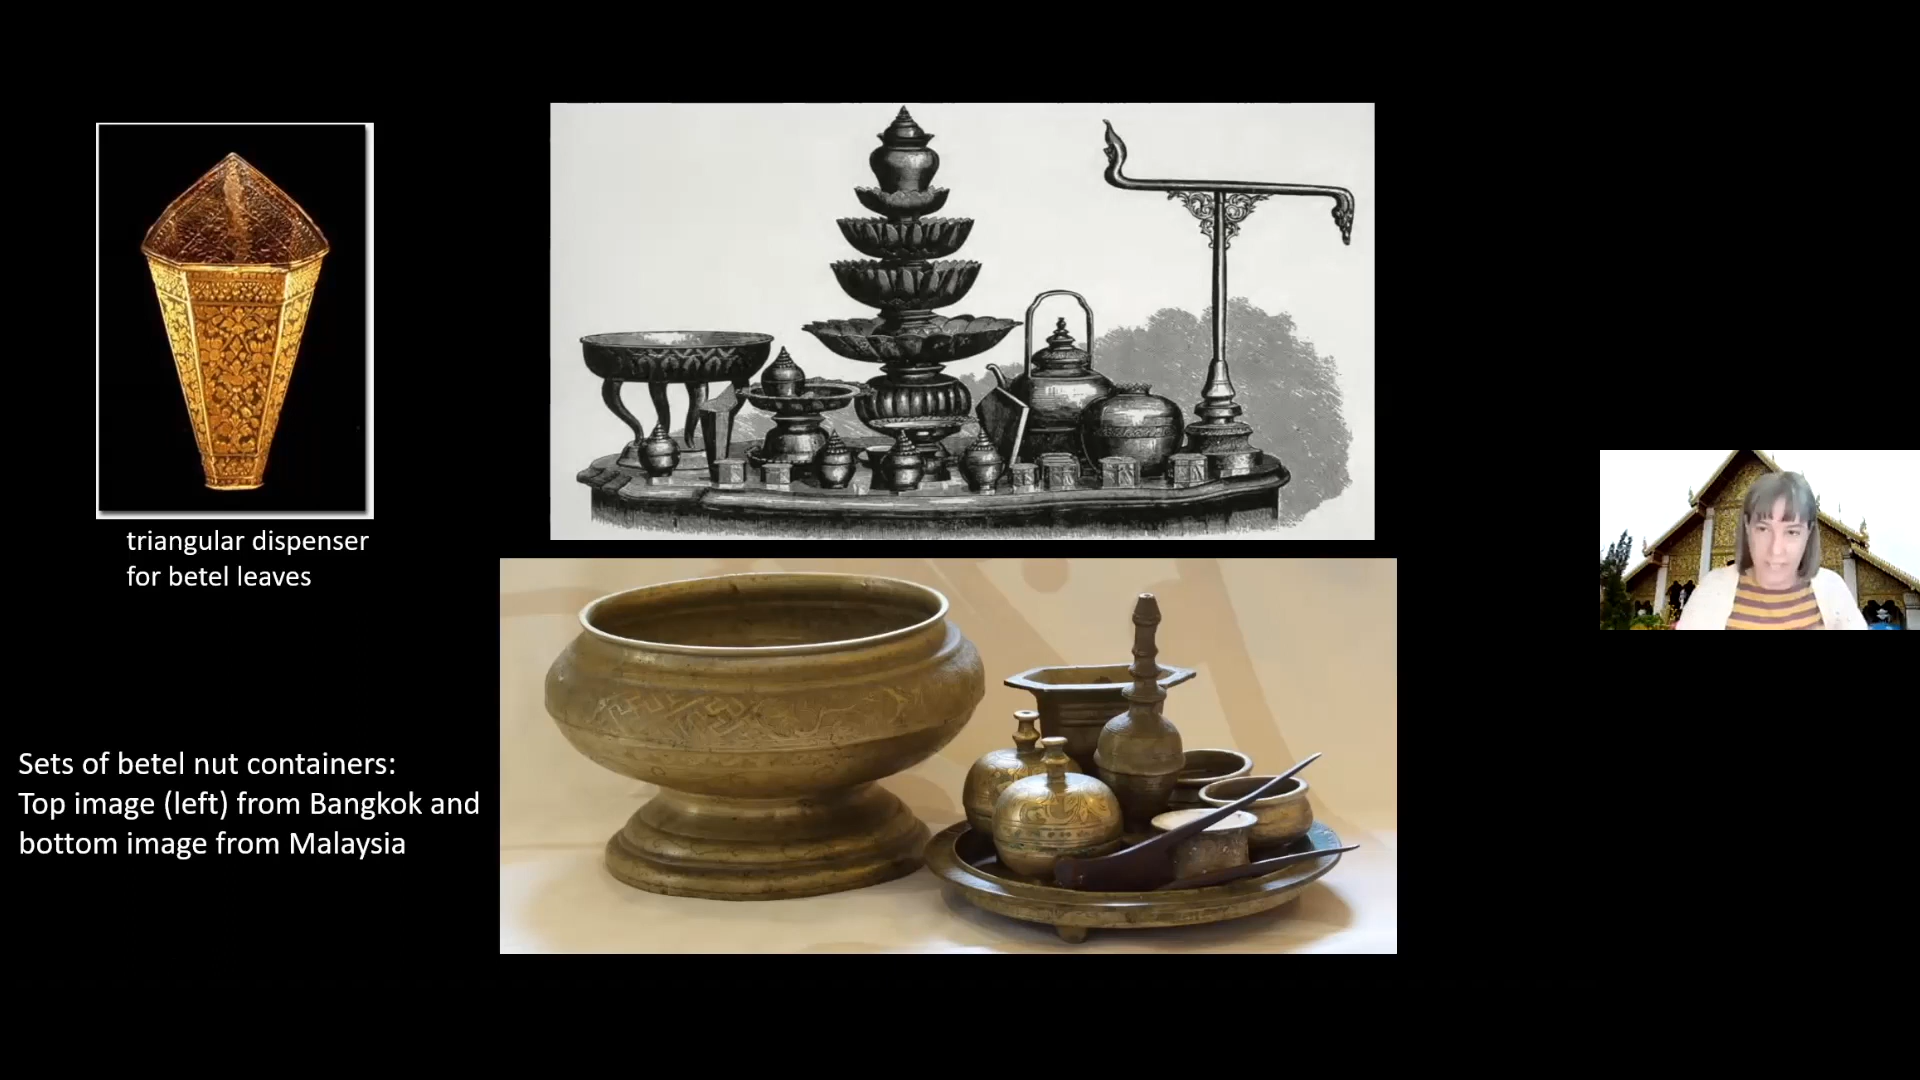 triangular dispenser
for betel leaves
Sets of betel nut containers:
Top image (left) from Bangkok and
bottom image from Malaysia